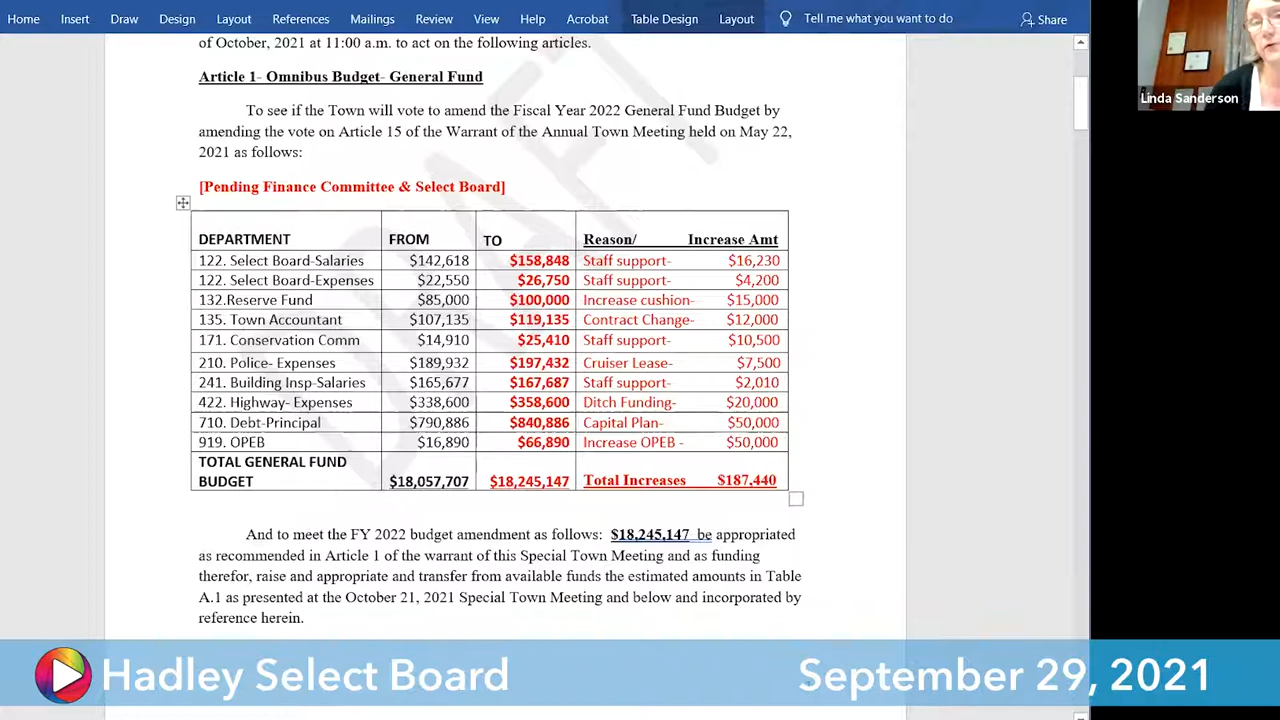 Home Insert Draw Design Layout References Mailings Review View Help Acrobat Table Design Layout Tell me what you want to do Share
of October, 2021 at 11:00 a.m. to act on the following articles.
Linda Sanderson
Article 1- Omnibus Budget- General Fund
To see if the Town will vote to amend the Fiscal Year 2022 General Fund Budget by
amending the vote on Article 15 of the Warrant of the Annual Town Meeting held on May 22,
2021 as follows:
[Pending Finance Committee & Select Board]
DEPARTMENT FROM TO Reason/ Increase Amt
122. Select Board-Salaries $142,618 $158,848 Staff support- $16,230
122. Select Board-Expenses $22,550 $26,750 Staff support- $4,200
132.Reserve Fund $85,000 $100,000 Increase cushion- $15,000
135. Town Accountant $107,135 $119,135 Contract Change- $12,000
171. Conservation Comm $14,910 $25,410 Staff support- $10,500
210. Police- Expenses $189,932 $197,432 Cruiser Lease- $7,500
241. Building Insp-Salaries $165,677 $167,687 Staff support- $2,010
422. Highway- Expenses $338,600 $358,600 Ditch Funding- $20,000
710. Debt-Principal $790,886 $840,886 Capital Plan- $50,000
919. OPEB $16,890 $66,890 Increase OPEB - $50,000
TOTAL GENERAL FUND
BUDGET $18,057,707 $18,245,147 Total Increases $187,440
And to meet the FY 2022 budget amendment as follows: $18,245,147 be appropriated
as recommended in Article 1 of the warrant of this Special Town Meeting and as funding
therefor, raise and appropriate and transfer from available funds the estimated amounts in Table
A.1 as presented at the October 21, 2021 Special Town Meeting and below and incorporated by
reference herein.
DRAFT
Hadley Select Board September 29, 2021